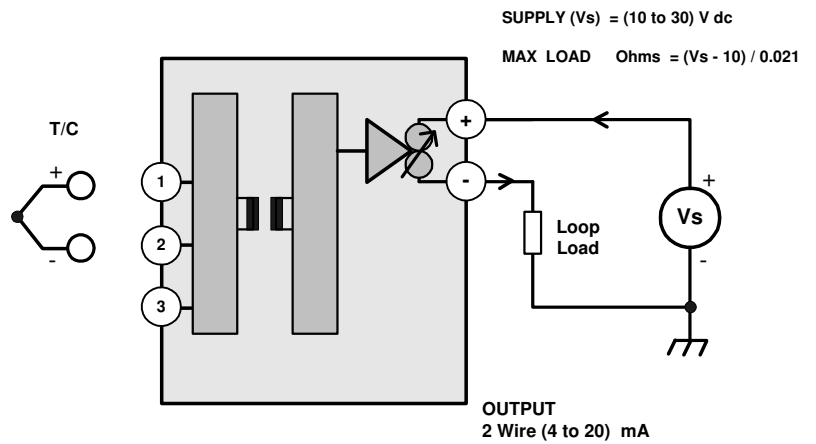 SUPPLY (Vs) = (10 to 30) V dc
MAX LOAD Ohms = (Vs - 10) / 0.021
T/C
+
-
1
2
3
+
-
Loop
Load
+
Vs
-
OUTPUT
2 Wire (4 to 20) mA